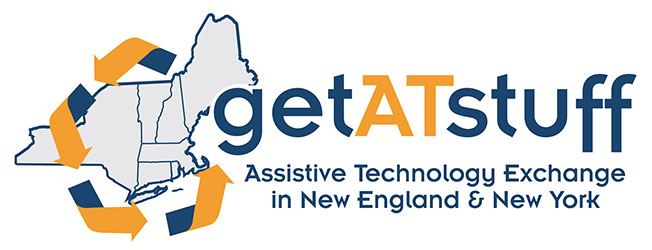 getATstuff
Assistive Technology Exchange
in New England & New York